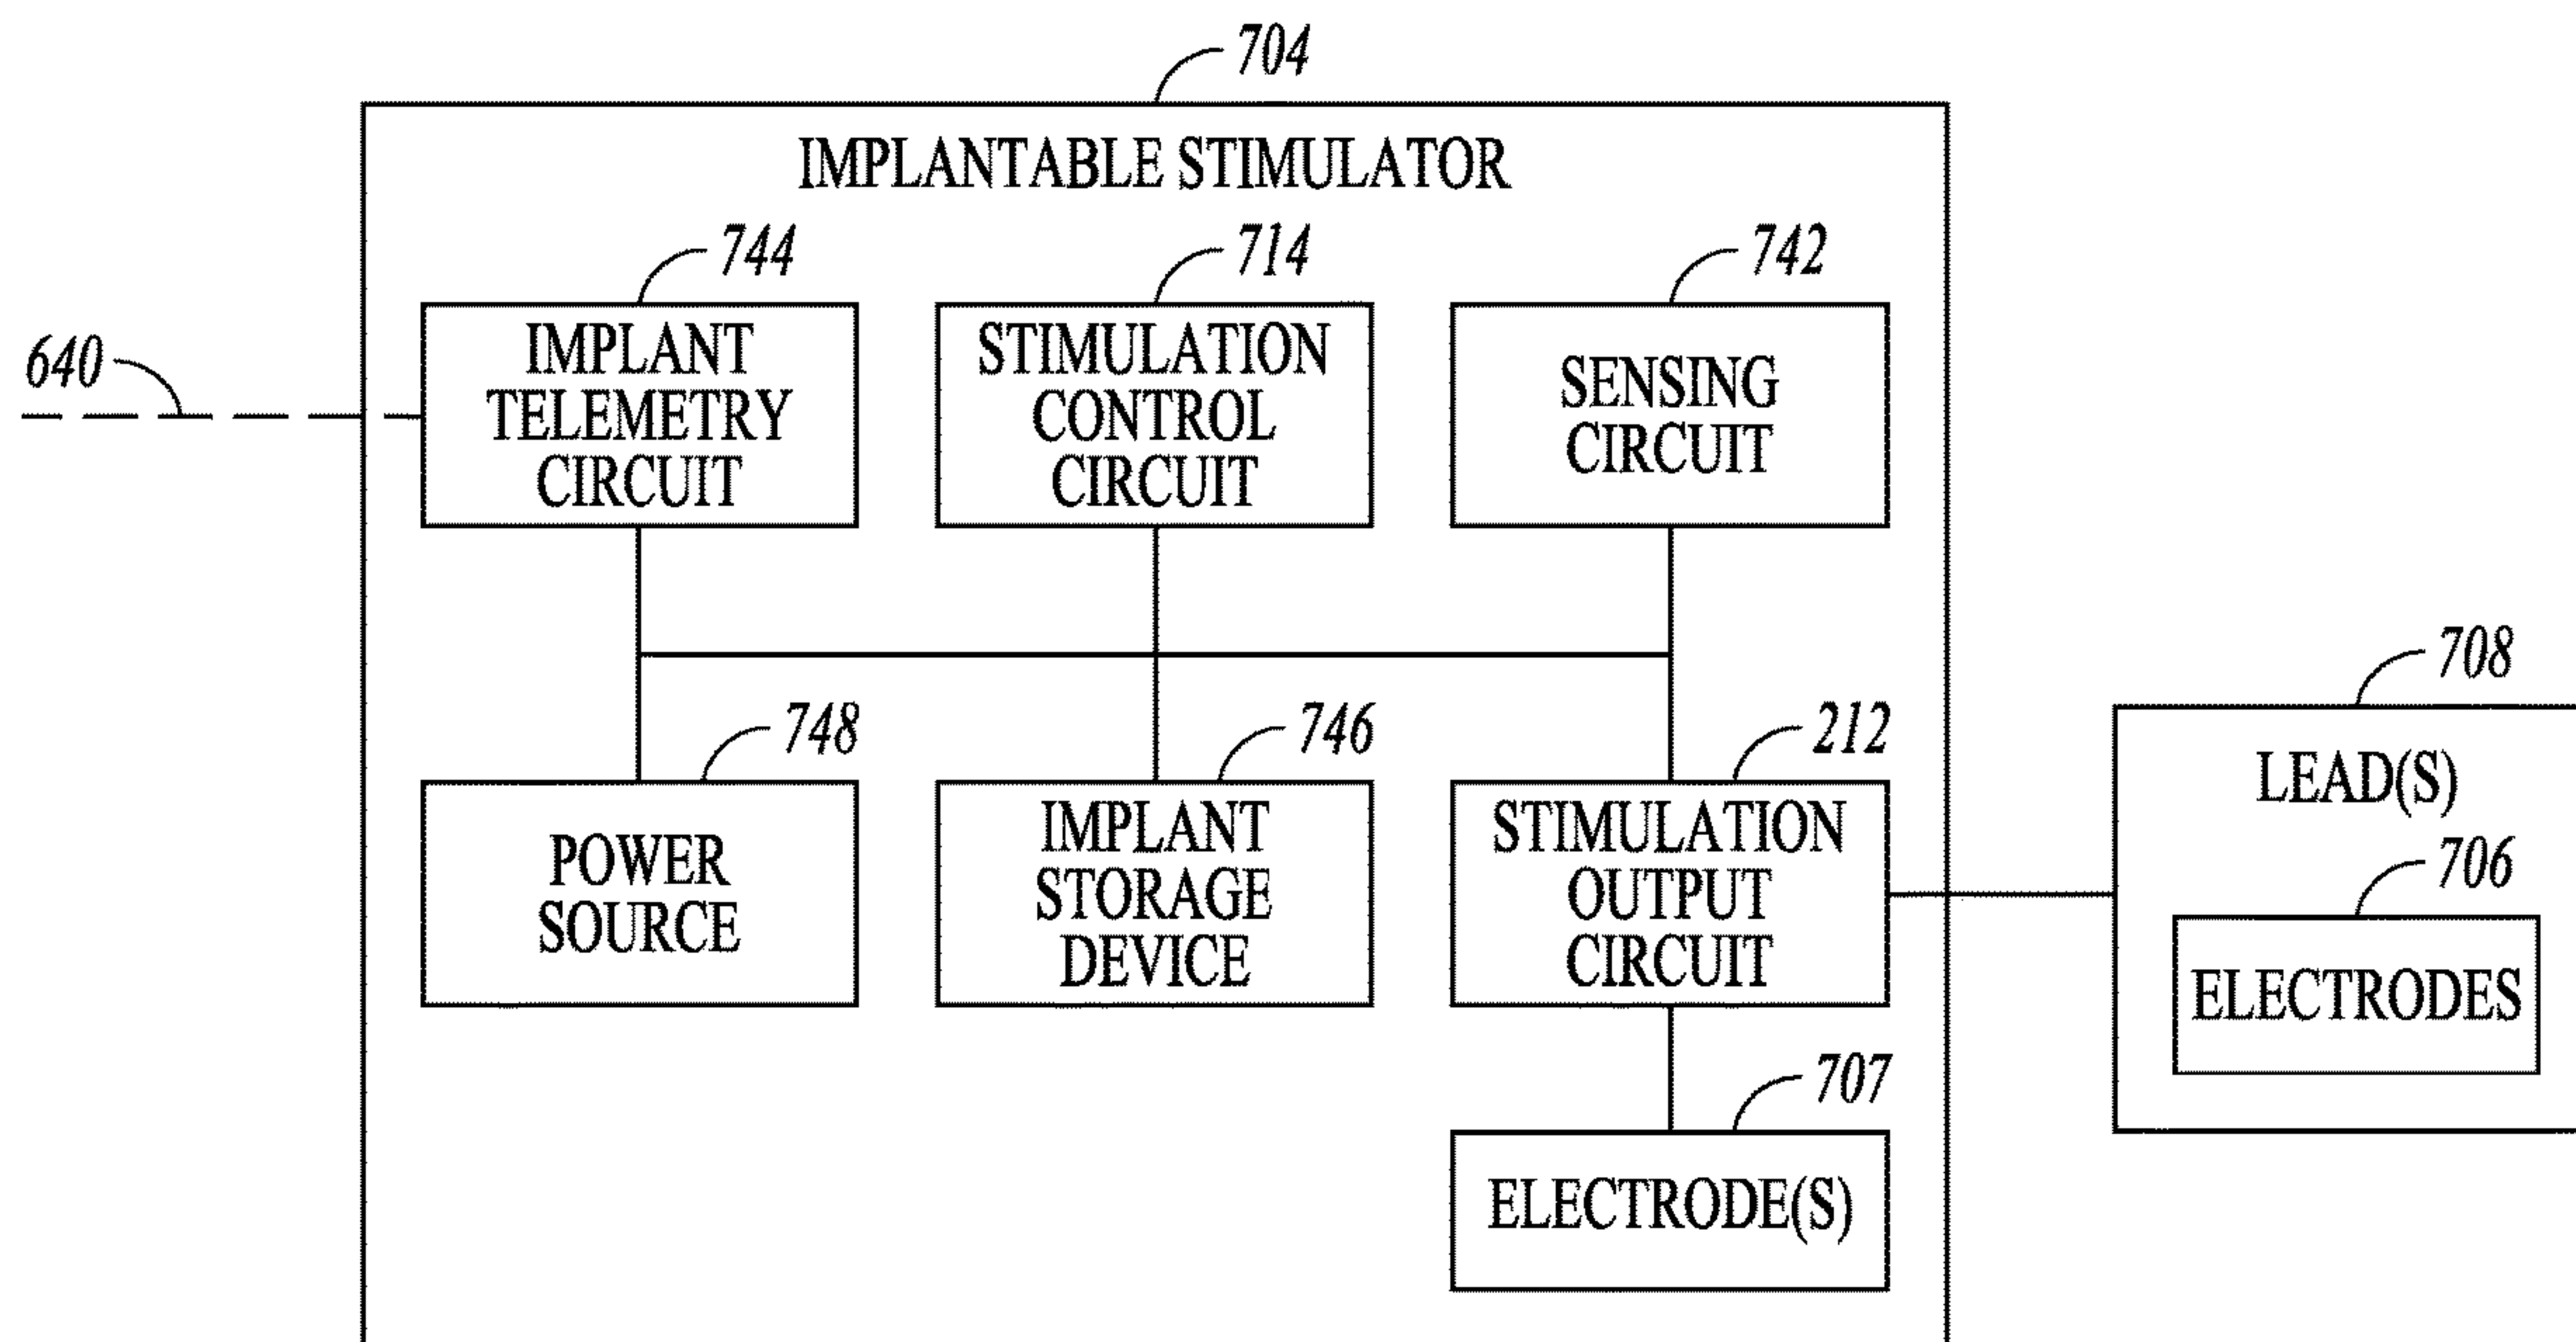 704
IMPLANTABLE STIMULATOR
744
714
742
640
IMPLANT
TELEMETRY
CIRCUIT
STIMULATION
CONTROL
CIRCUIT
SENSING
CIRCUIT
708
748
746
212
LEAD(S)
706
POWER
SOURCE
IMPLANT
STORAGE
DEVICE
STIMULATION
OUTPUT
CIRCUIT
ELECTRODES
707
ELECTRODE(S)